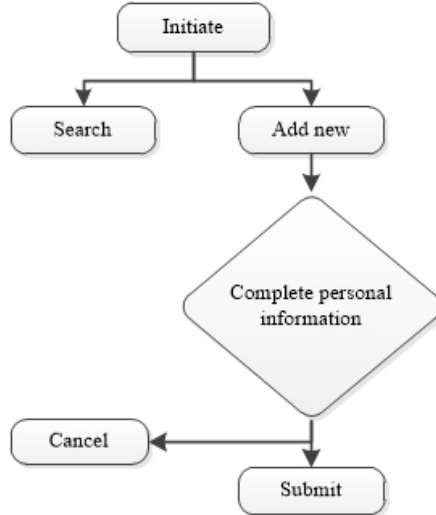 Initiate
Search
Add new
Complete personal
information
Cancel
Submit